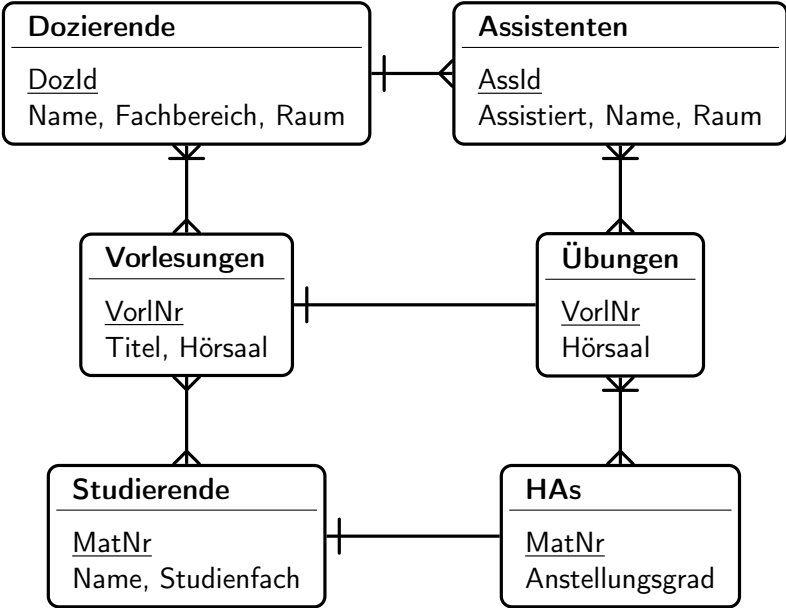 Dozierende
DozId
Name, Fachbereich, Raum
Assistenten
AssId
Assistiert, Name, Raum
Vorlesungen
VorlNr
Titel, Hörsaal
Übungen
VorlNr
Hörsaal
Studierende
MatNr
Name, Studienfach
HAs
MatNr
Anstellungsgrad